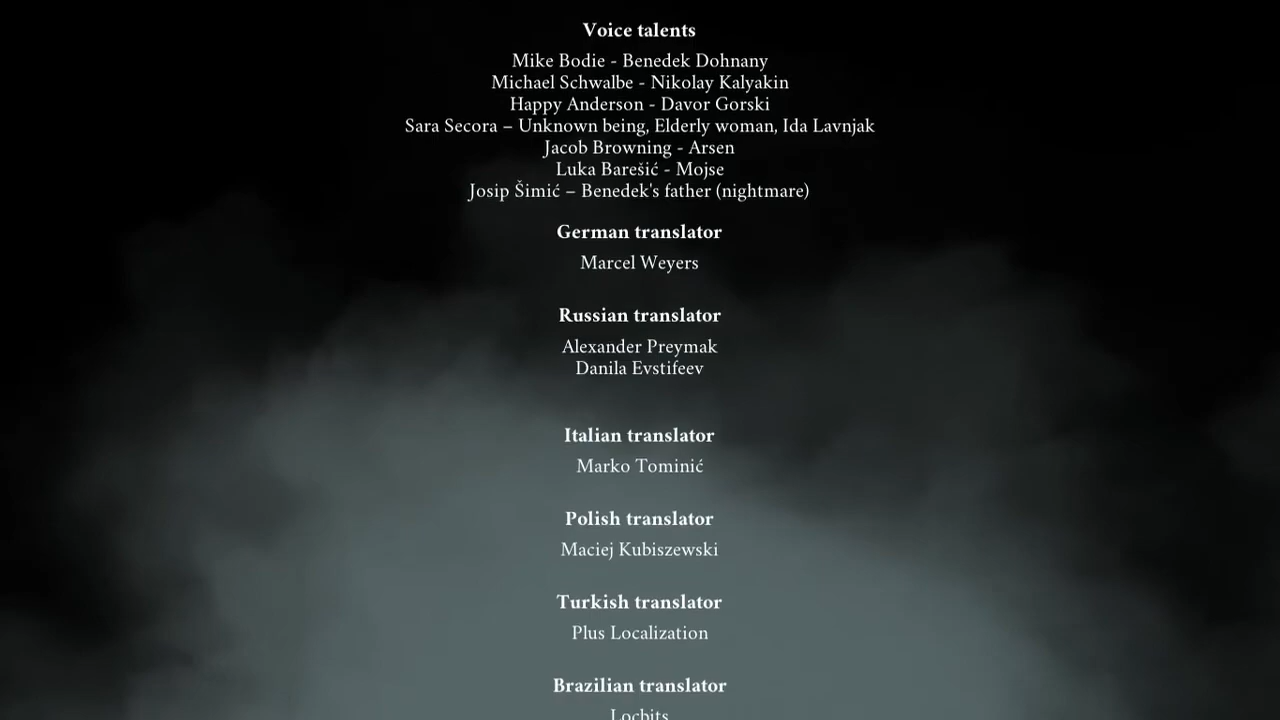 Voice talents
Mike Bodie - Benedek Dohnany
Michael Schwalbe - Nikolay Kalyakin
Happy Anderson - Davor Gorski
Sara Secora – Unknown being, Elderly woman, Ida Lavnjak
Jacob Browning - Arsen
Luka Barešić - Mojse
Josip Šimić – Benedek's father (nightmare)
German translator
Marcel Weyers
Russian translator
Alexander Preymak
Danila Evstifeev
Italian translator
Marko Tominić
Polish translator
Maciej Kubiszewski
Turkish translator
Plus Localization
Brazilian translator
Locbits